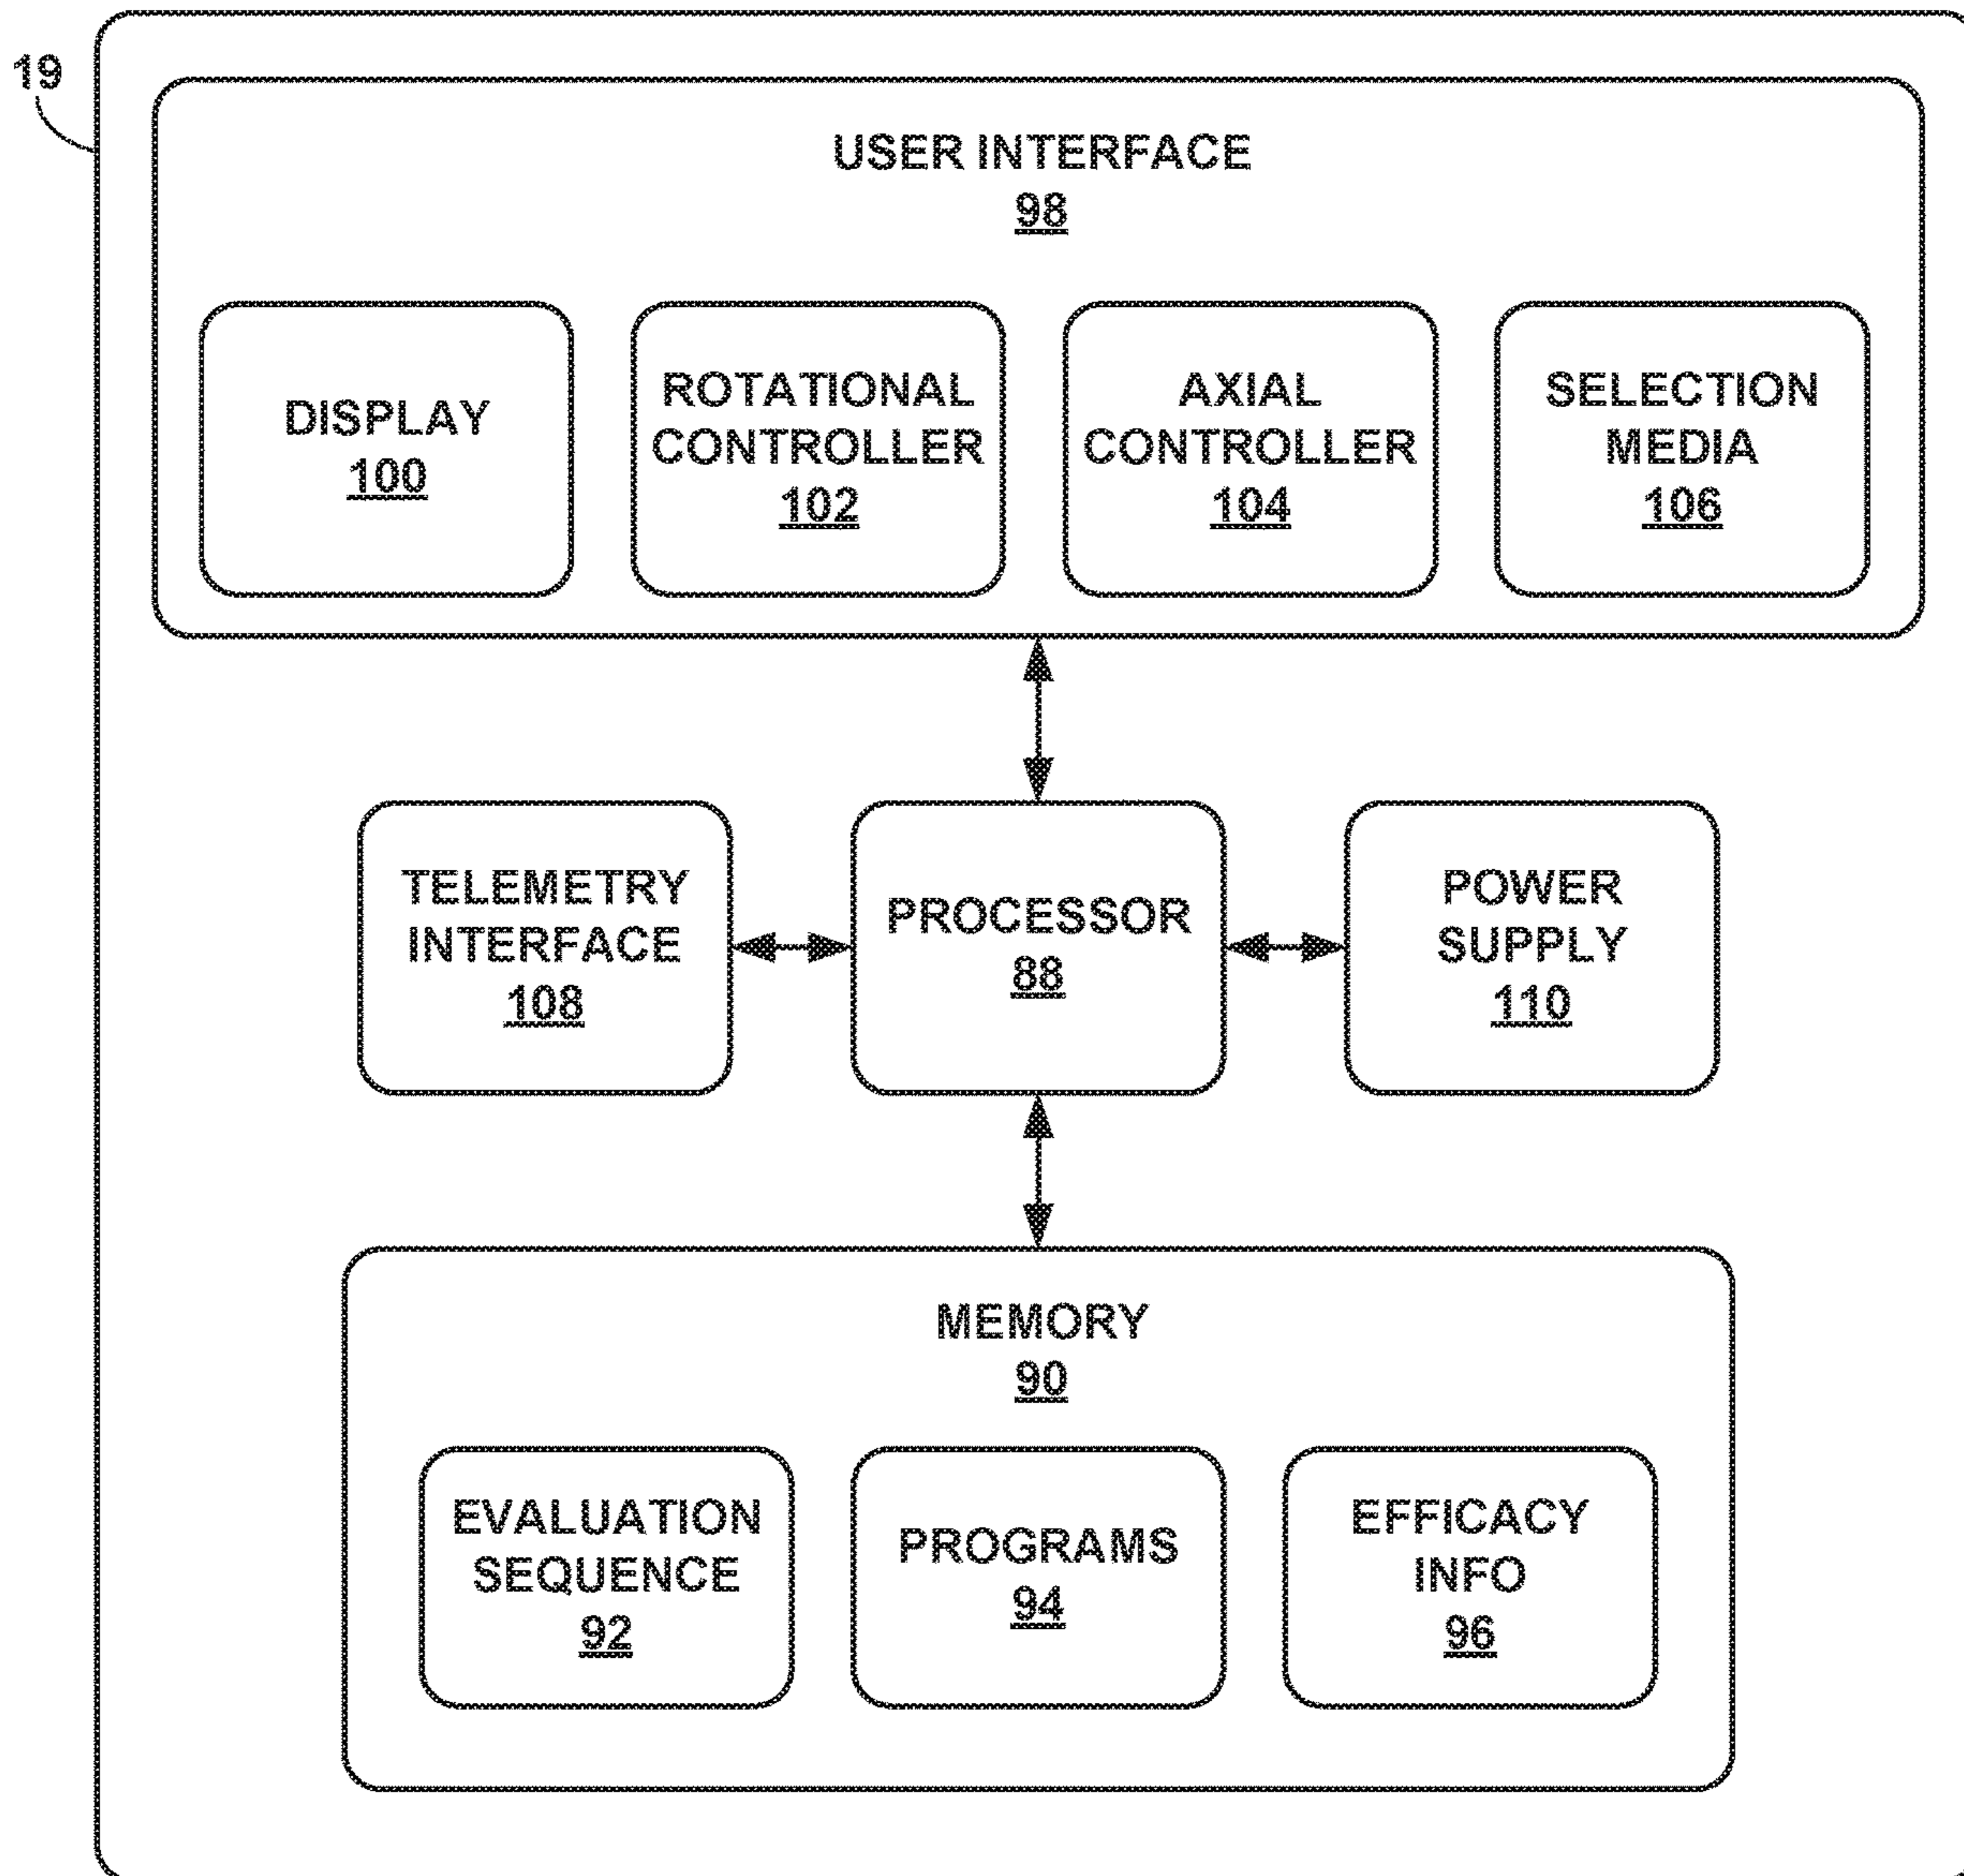 19
USER INTERFACE
98
DISPLAY
100
ROTATIONAL
CONTROLLER
102
AXIAL
CONTROLLER
104
SELECTION
MEDIA
106
TELEMETRY
INTERFACE
108
PROCESSOR
88
POWER
SUPPLY
110
MEMORY
90
EVALUATION
SEQUENCE
92
PROGRAMS
94
EFFICACY
INFO
96